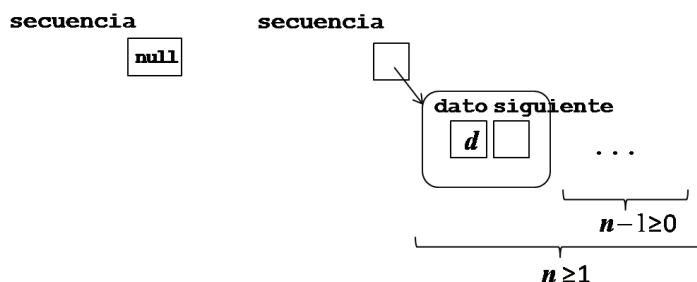 secuencia
null
secuencia
dato siguiente
d
...
n−1≥0
n≥1